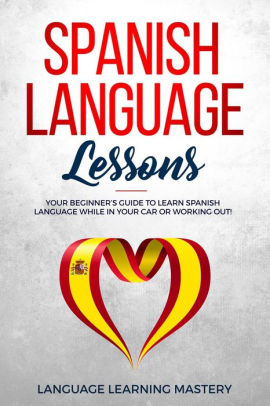 SPANISH
LANGUAGE
Lessons
YOUR BEGINNER'S GUIDE TO LEARN SPANISH
LANGUAGE WHILE IN YOUR CAR OR WORKING OUT!
LANGUAGE LEARNING MASTERY